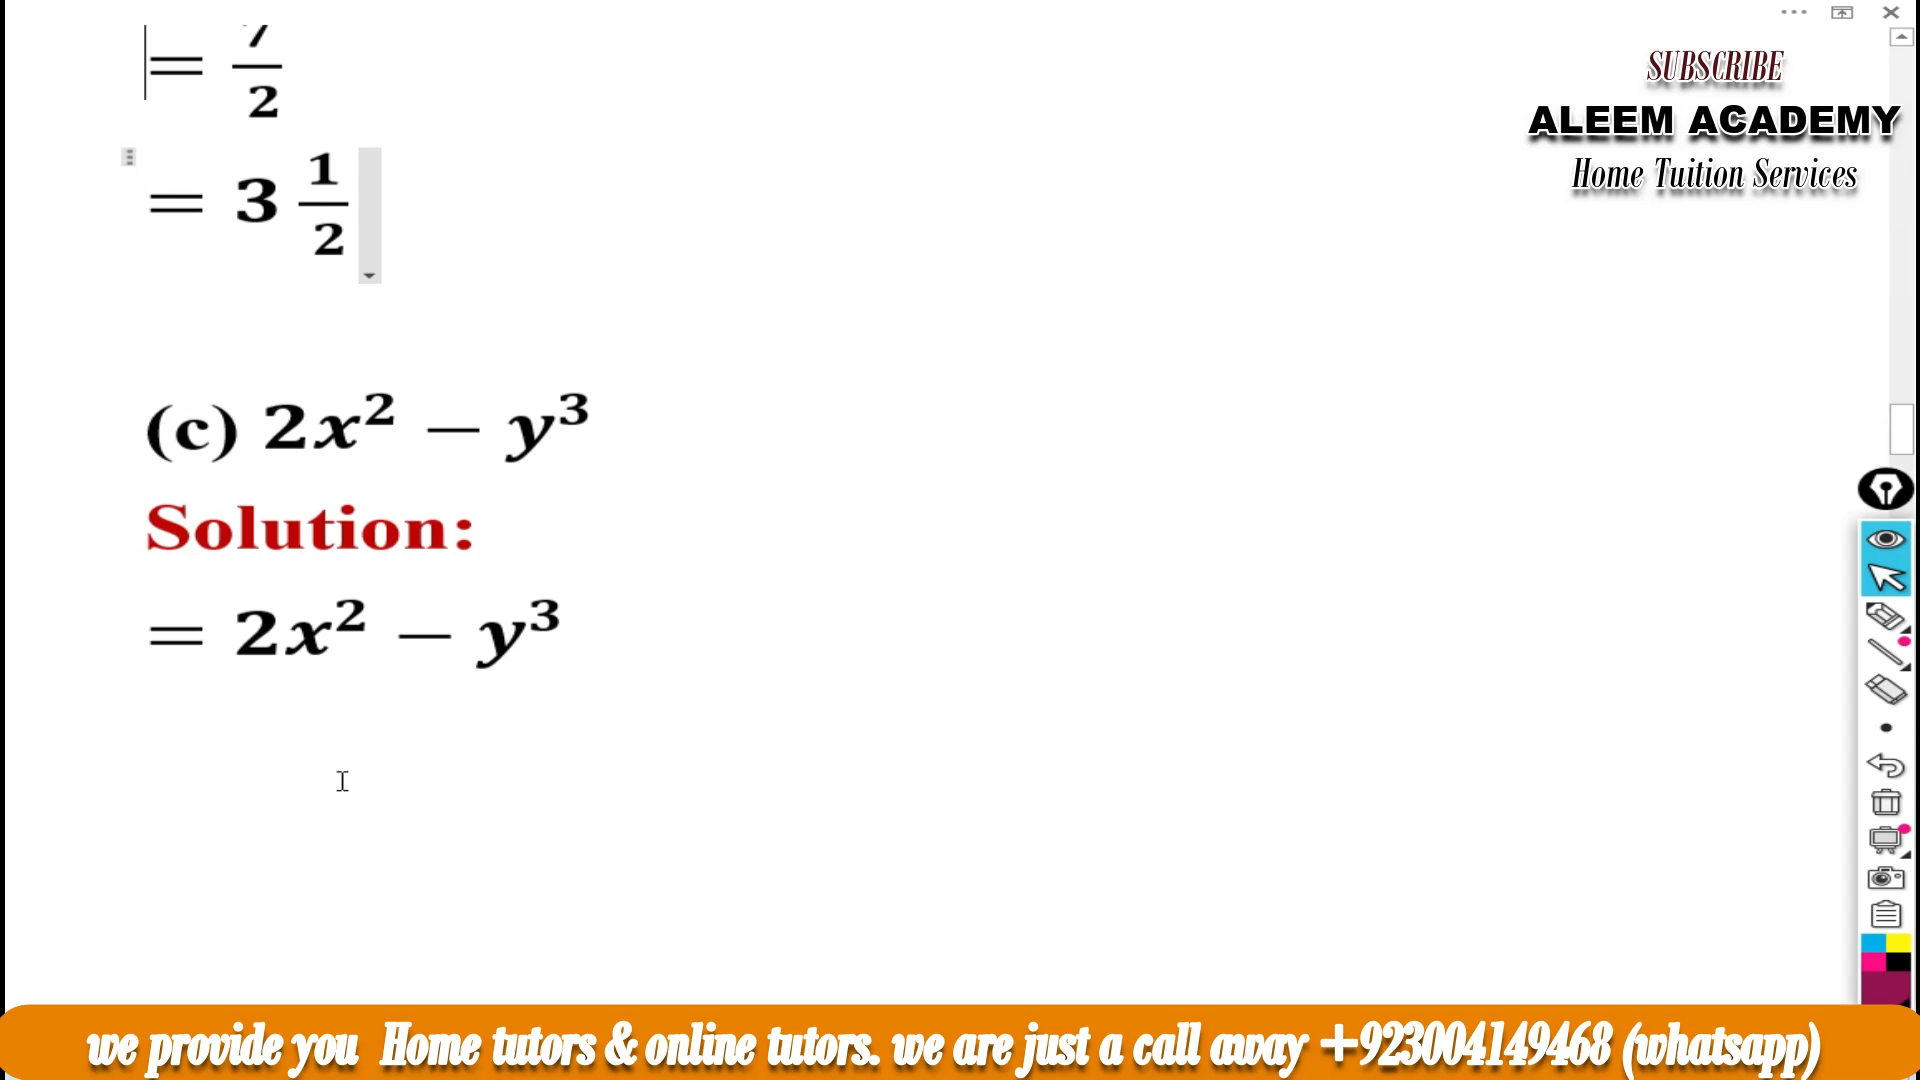 = 7/2
SUBSCRIBE
ALEEM ACADEMY
Home Tuition Services
= 3 1/2
(c) 2x² − y³
Solution:
= 2x² − y³
we provide you Home tutors & online tutors. we are just a call away +923004149468 (whatsapp)